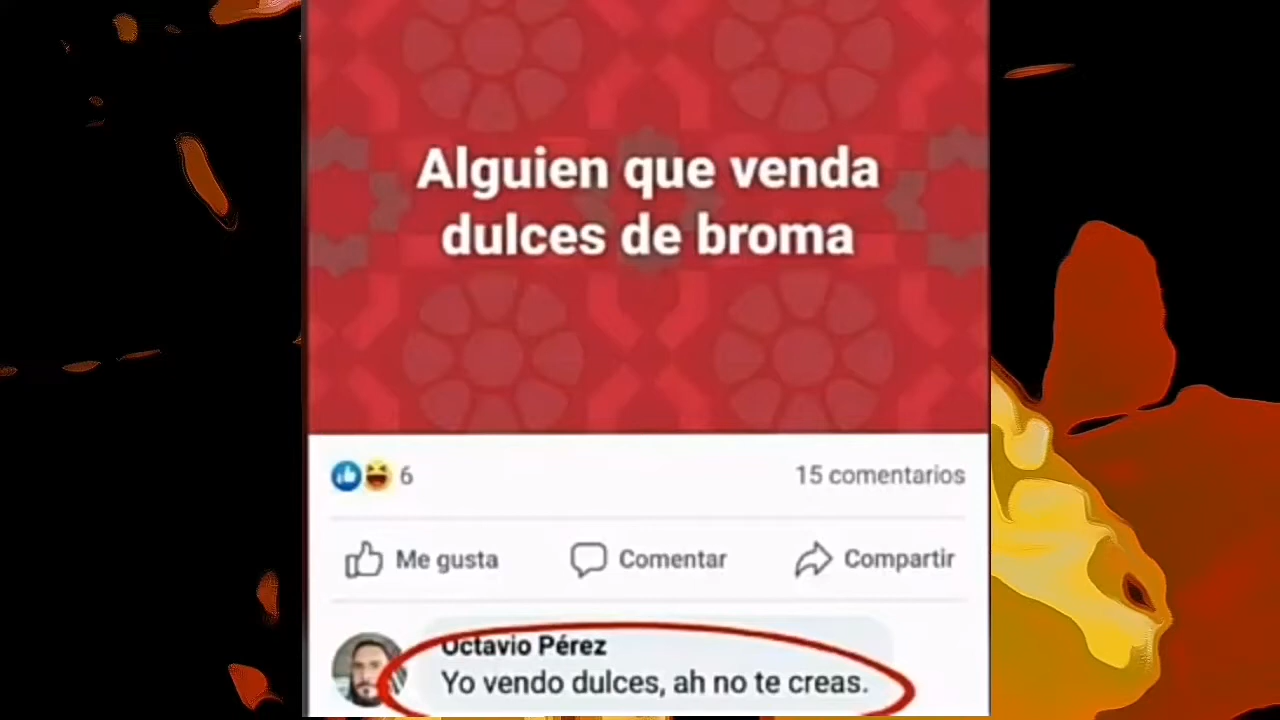 Alguien que venda
dulces de broma
6
15 comentarios
Me gusta
Comentar
Compartir
Octavio Pérez
Yo vendo dulces, ah no te creas.